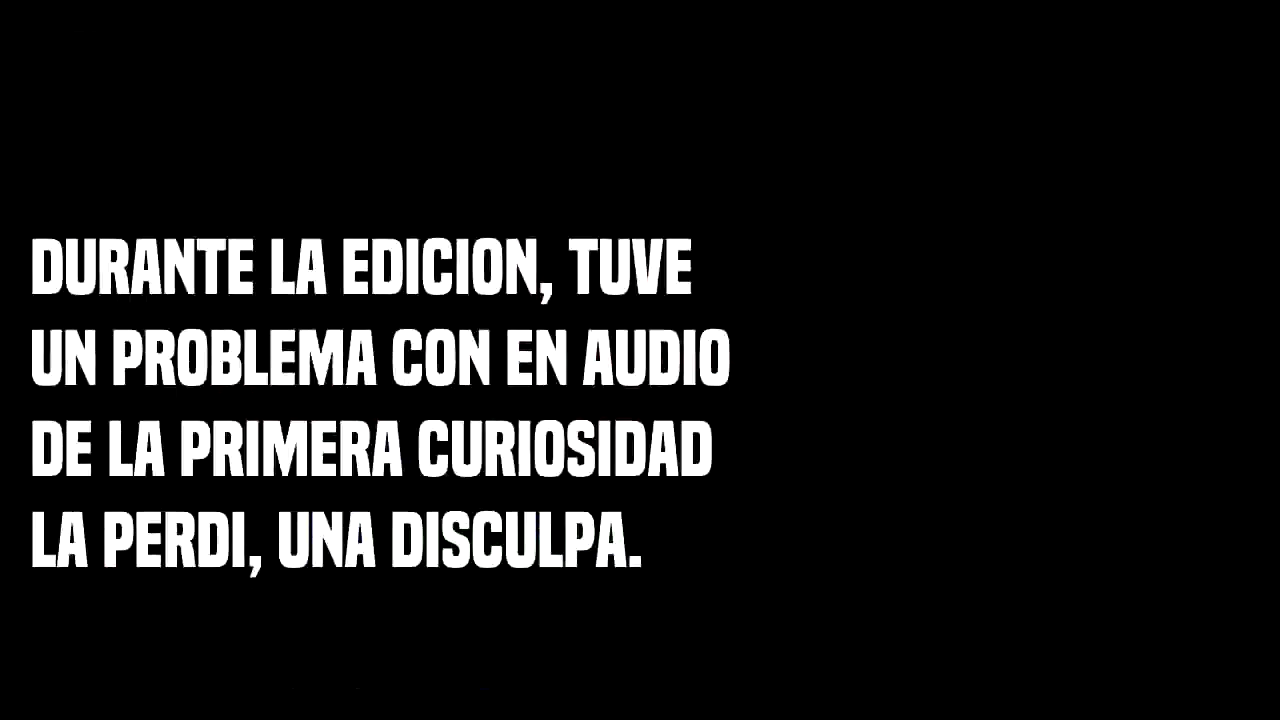 DURANTE LA EDICION, TUVE
UN PROBLEMA CON EN AUDIO
DE LA PRIMERA CURIOSIDAD
LA PERDI, UNA DISCULPA.